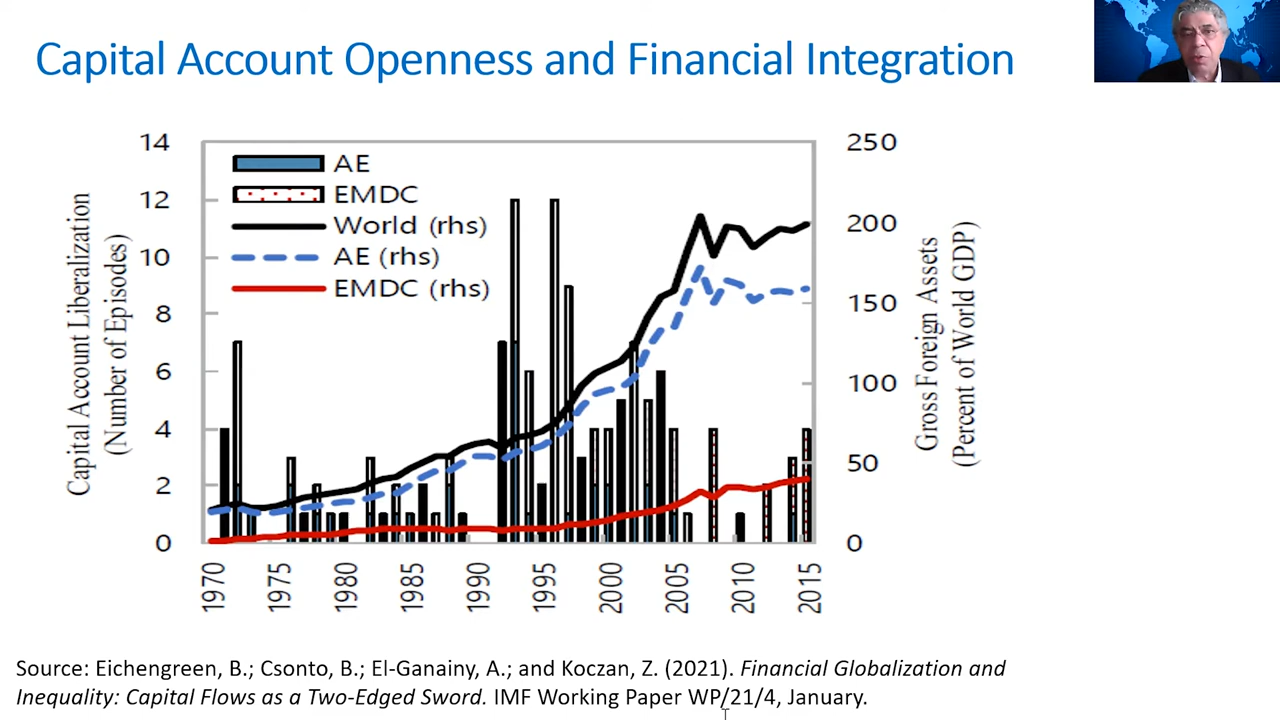 Capital Account Openness and Financial Integration
Capital Account Liberalization
(Number of Episodes)
14
12
10
8
6
4
2
0
AE
EMDC
World (rhs)
AE (rhs)
EMDC (rhs)
1970
1975
1980
1985
1990
1995
2000
2005
2010
2015
250
200
150
100
50
0
Gross Foreign Assets
(Percent of World GDP)
Source: Eichengreen, B.; Csonto, B.; El-Ganainy, A.; and Koczan, Z. (2021). Financial Globalization and
Inequality: Capital Flows as a Two-Edged Sword. IMF Working Paper WP/21/4, January.